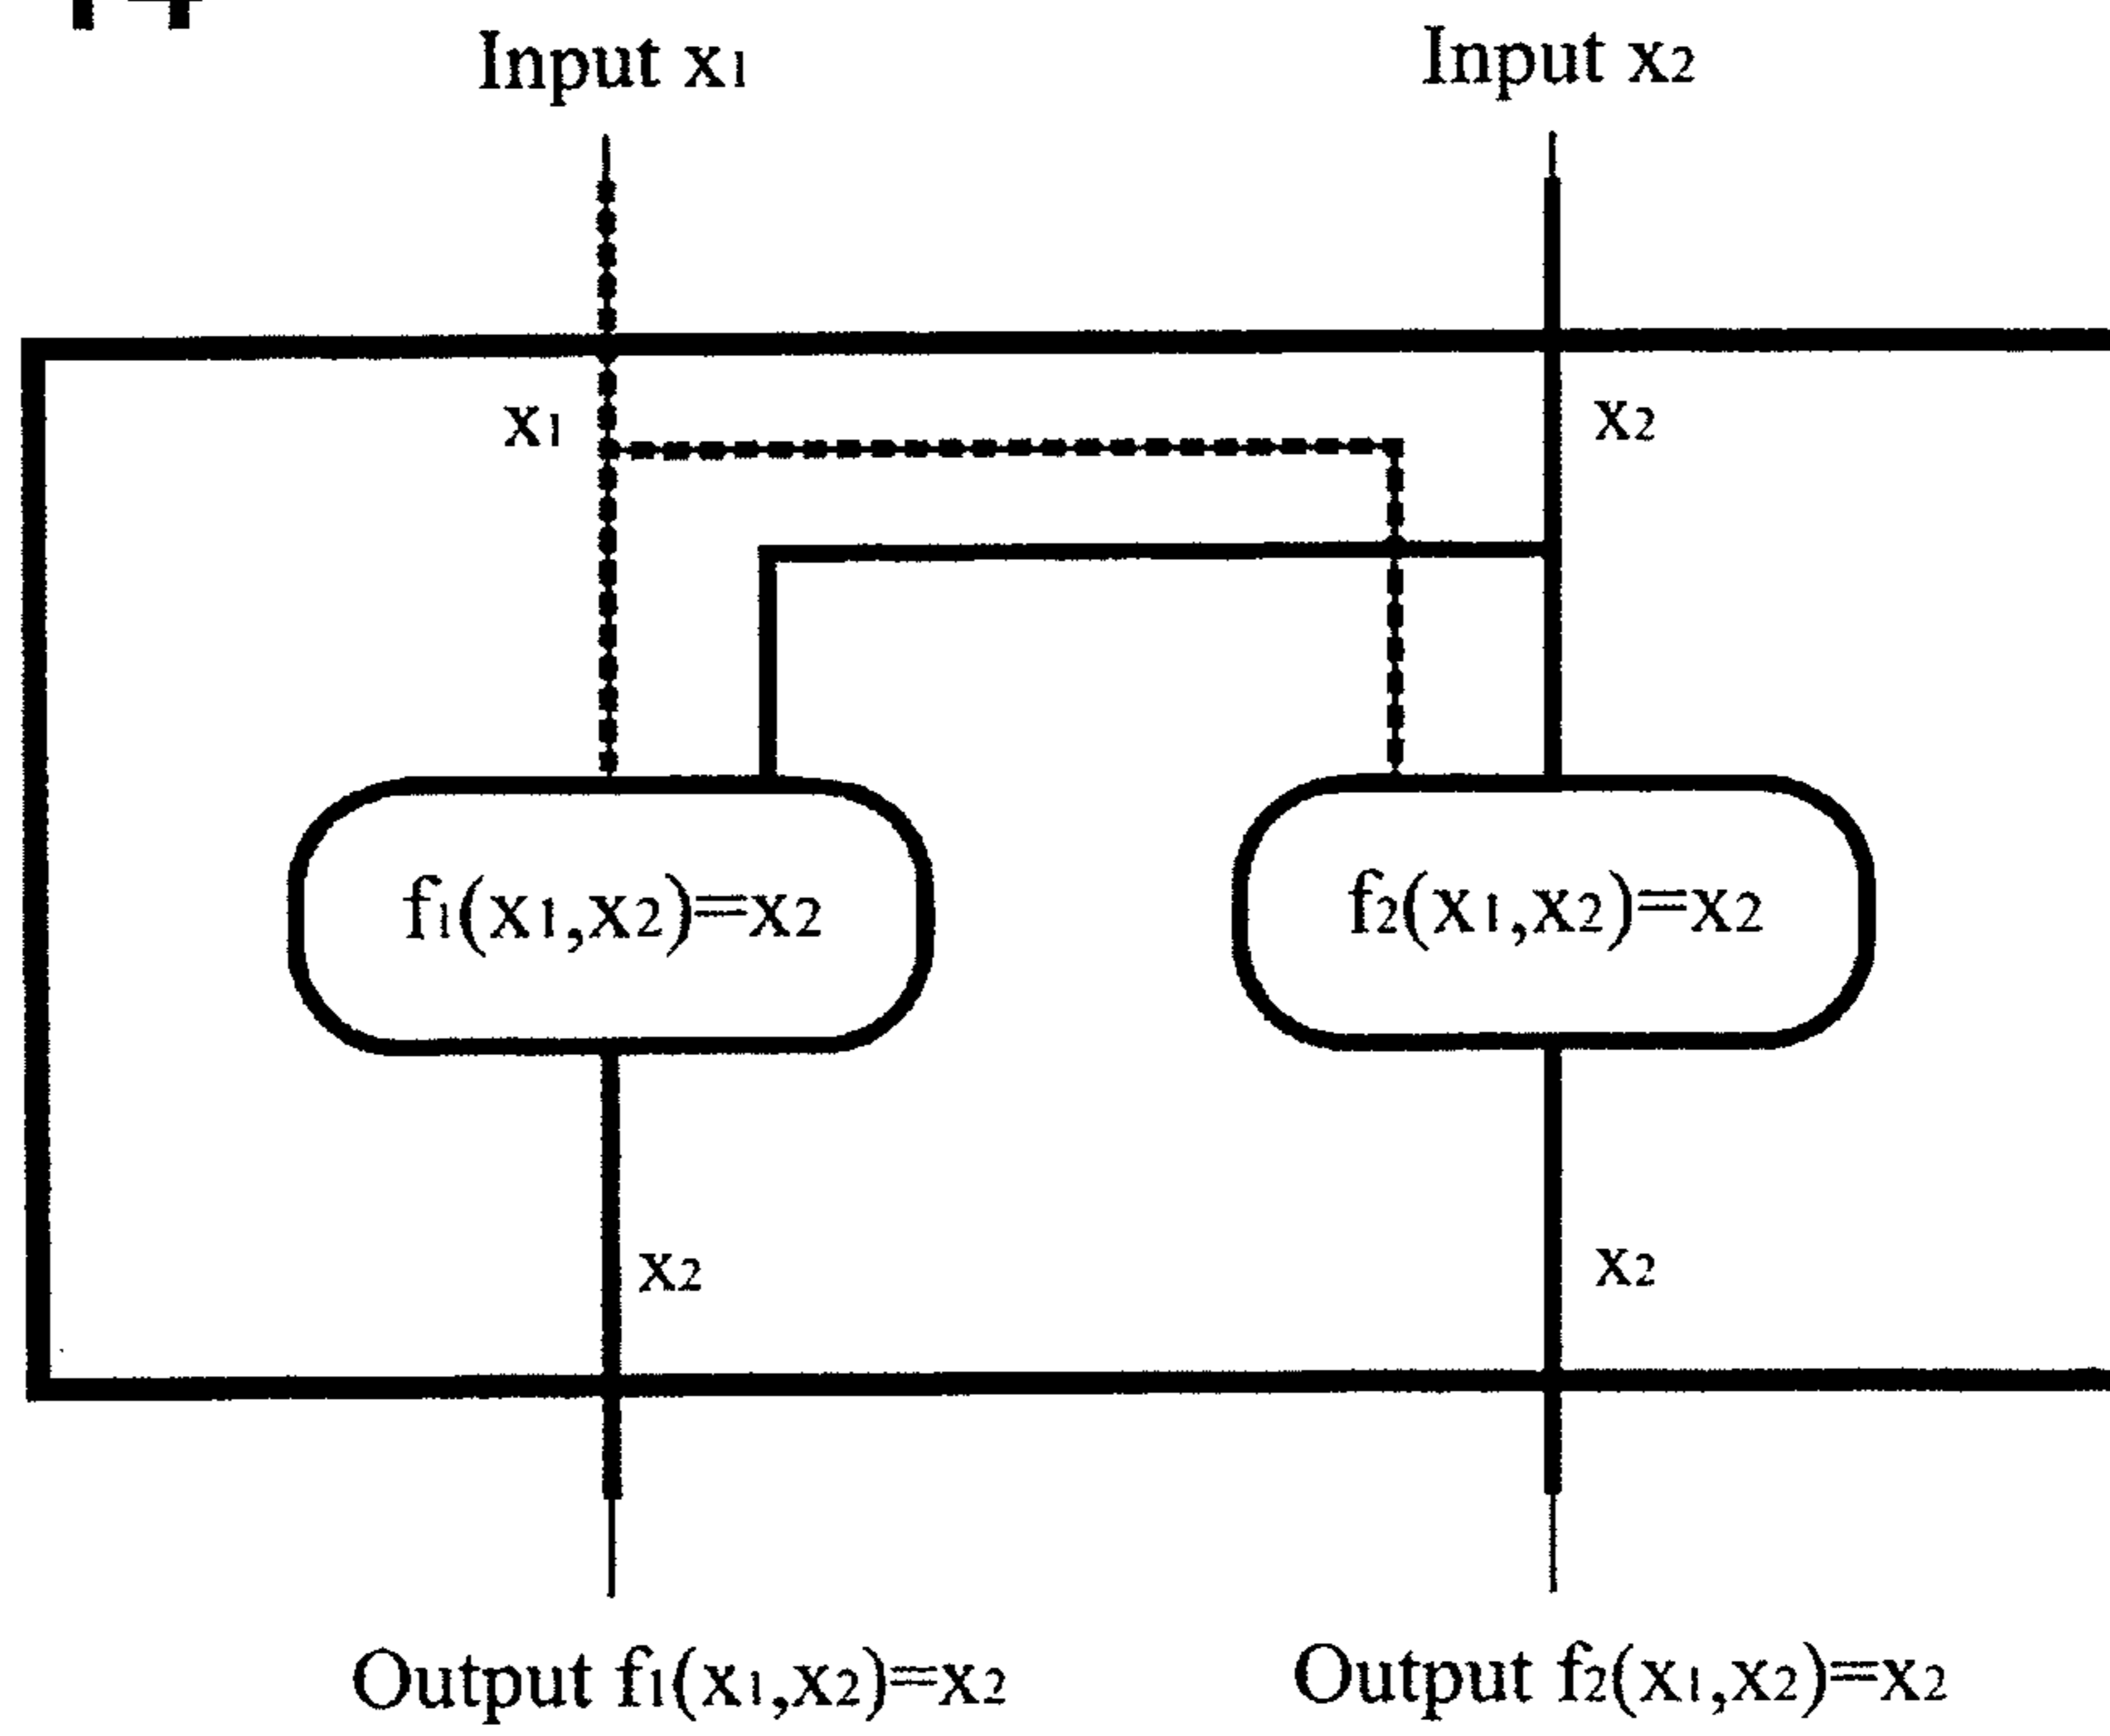 Input x1 Input x2
x1 x2
f1(x1,x2)=x2 f2(x1,x2)=x2
x2 x2
Output f1(x1,x2)=x2 Output f2(x1,x2)=x2